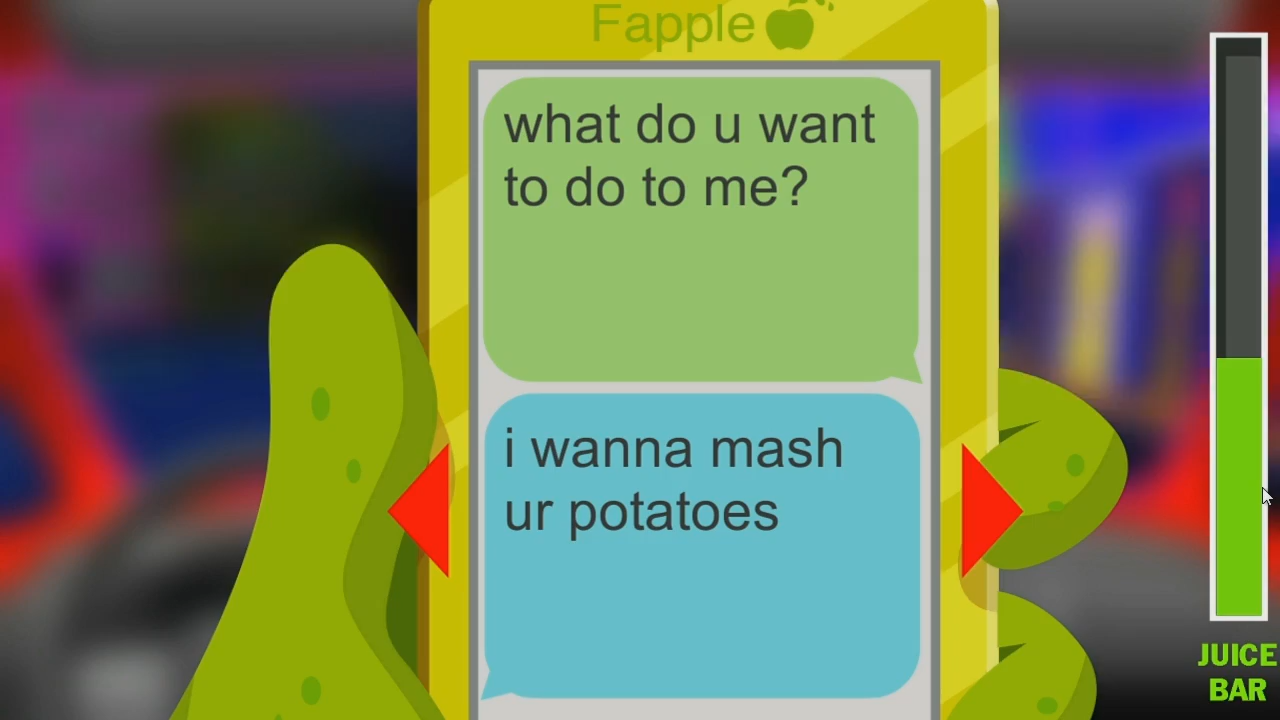 Fapple
what do u want
to do to me?
i wanna mash
ur potatoes
JUICE
BAR